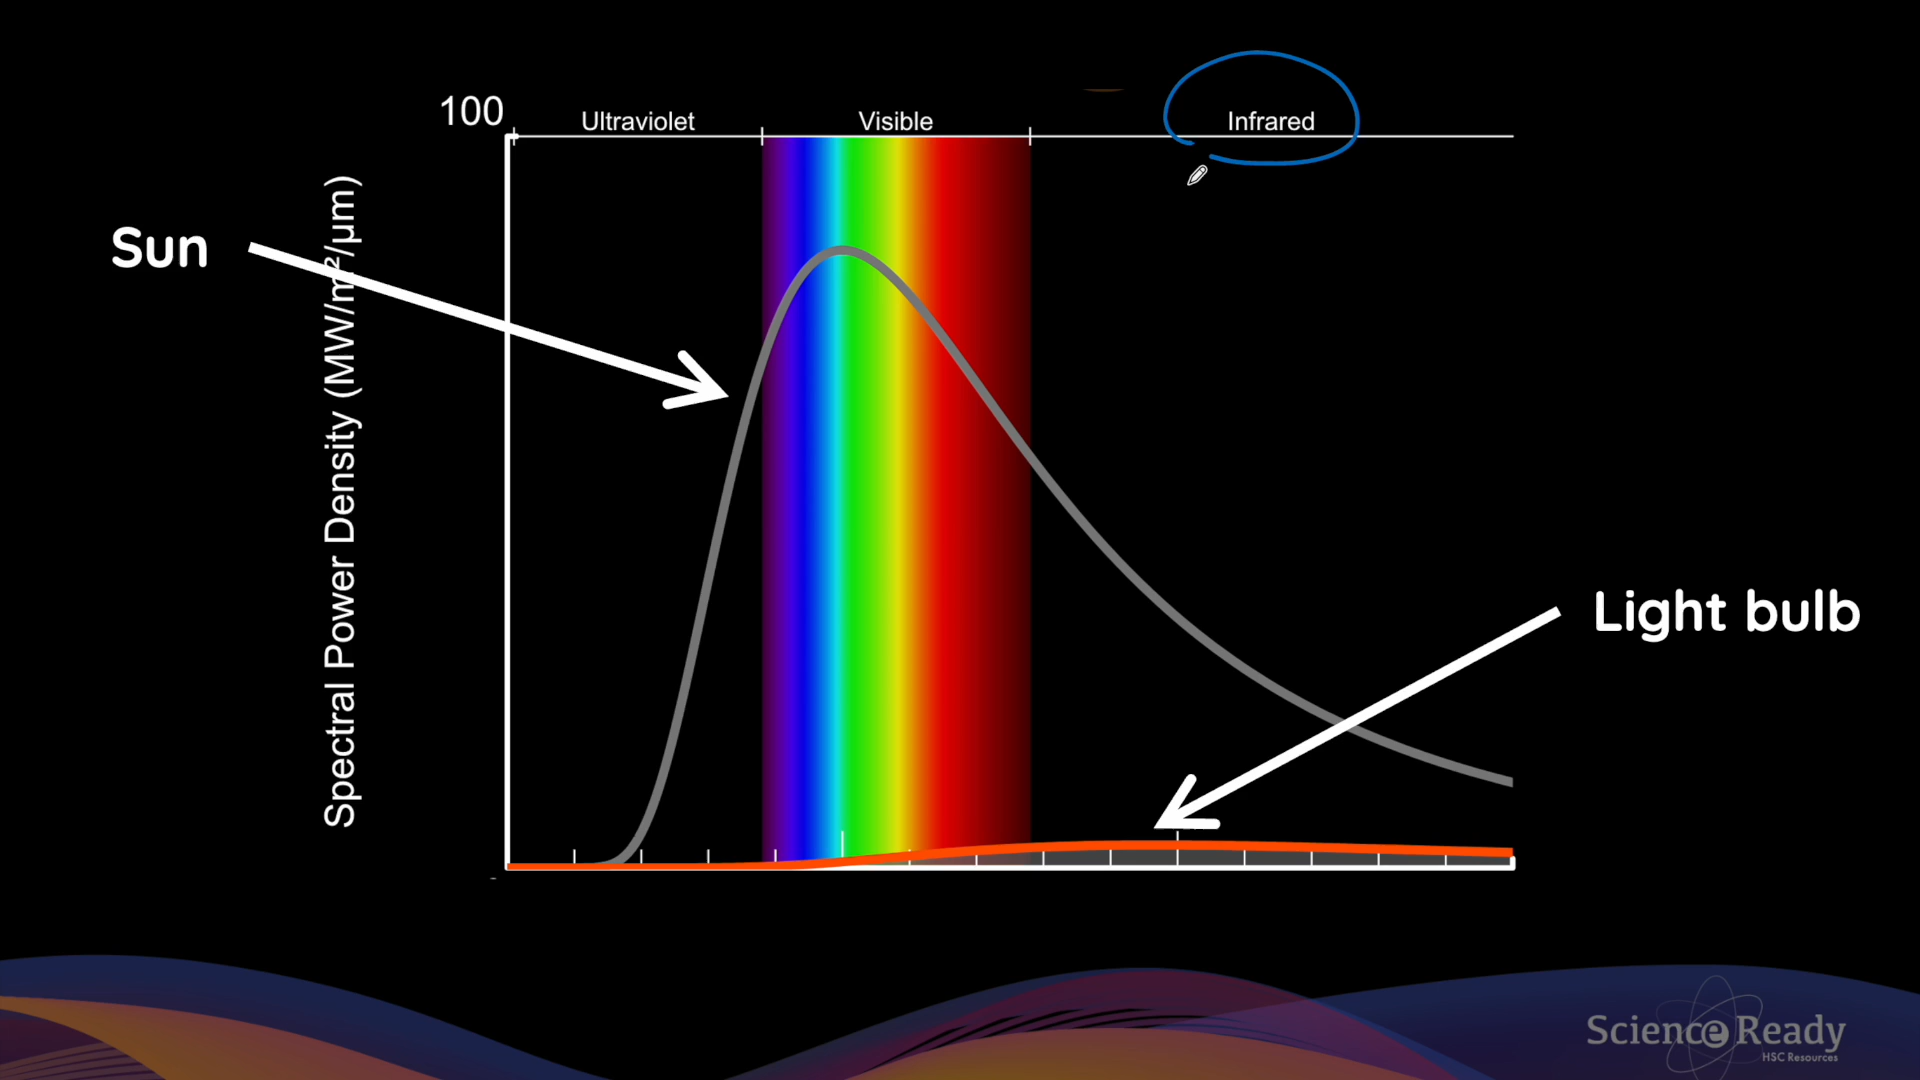 100
Ultraviolet
Visible
Infrared
Spectral Power Density (MW/m²/μm)
Sun
Light bulb
Science Ready
HSC Resources